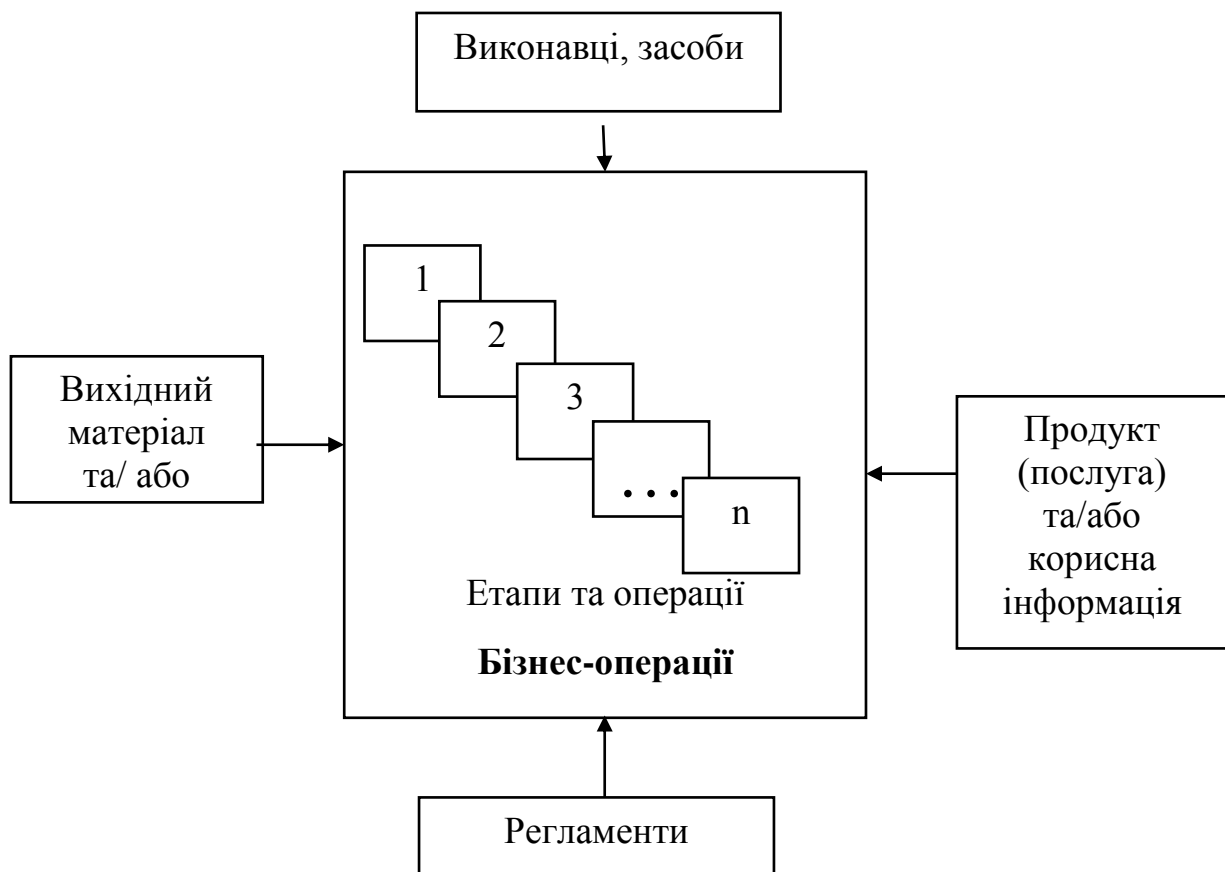 Виконавці, засоби
1
2
3
...
n
Етапи та операції
Бізнес-операції
Вихідний
матеріал
та/ або
Продукт
(послуга)
та/або
корисна
інформація
Регламенти